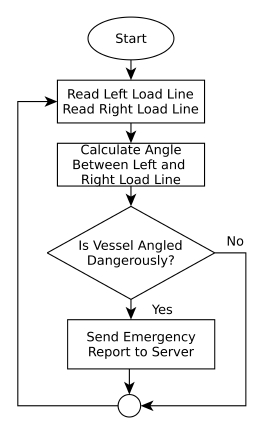 Start
Read Left Load Line
Read Right Load Line
Calculate Angle
Between Left and
Right Load Line
Is Vessel Angled
Dangerously?
No
Yes
Send Emergency
Report to Server